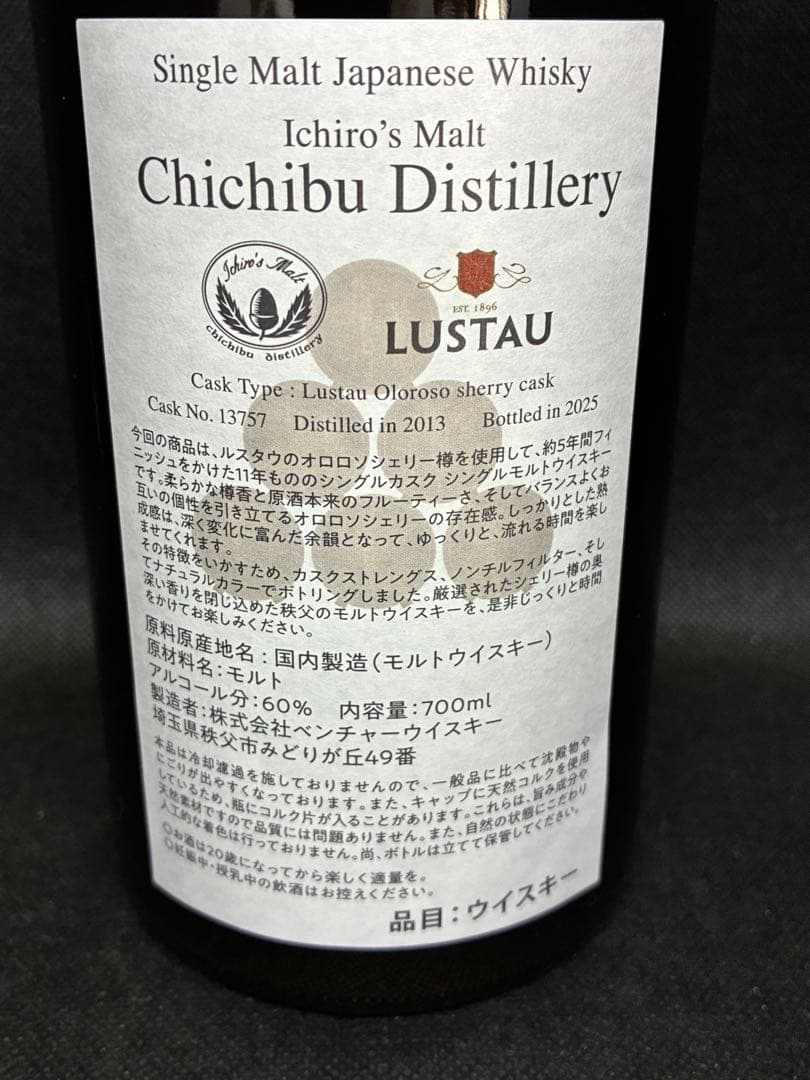 Single Malt Japanese Whisky
Ichiro's Malt
Chichibu Distillery
Ichiro's Malt
chichibu distillery
EST. 1896
LUSTAU
Cask Type : Lustau Oloroso sherry cask
Cask No. 13757 Distilled in 2013 Bottled in 2025
今回の商品は、ルスタウのオロロソシェリー樽を使用して、約5年間フィ
ニッシュをかけた11年もののシングルカスク シングルモルトウイスキー
です。柔らかな樽香と原酒本来のフルーティーさ、そしてバランスよくお
互いの個性を引き立てるオロロソシェリーの存在感。しっかりとした熟
成感は、深く変化に富んだ余韻となって、ゆっくりと、流れる時間を楽し
ませてくれます。
その特徴をいかすため、カスクストレングス、ノンチルフィルター、そし
てナチュラルカラーでボトリングしました。厳選されたシェリー樽の奥
深い香りを閉じ込めた秩父のモルトウイスキーを、是非じっくりと時間
をかけてお楽しみください。
原料原産地名：国内製造（モルトウイスキー）
原材料名：モルト
アルコール分：60％ 内容量：700ml
製造者：株式会社ベンチャーウイスキー
埼玉県秩父市みどりが丘49番
本品は冷却濾過を施しておりませんので、一般品に比べて沈殿物や
にごりが出やすくなっております。また、キャップに天然コルクを使用
しているため、瓶にコルク片が入ることがあります。これらは、旨み成分や
天然素材ですので品質には問題ありません。また、自然の状態にこだわり
人工的な着色は行っておりません。尚、ボトルは立てて保管してください。
◎お酒は20歳になってから楽しく適量を。
◎妊娠中・授乳中の飲酒はお控えください。
品目：ウイスキー